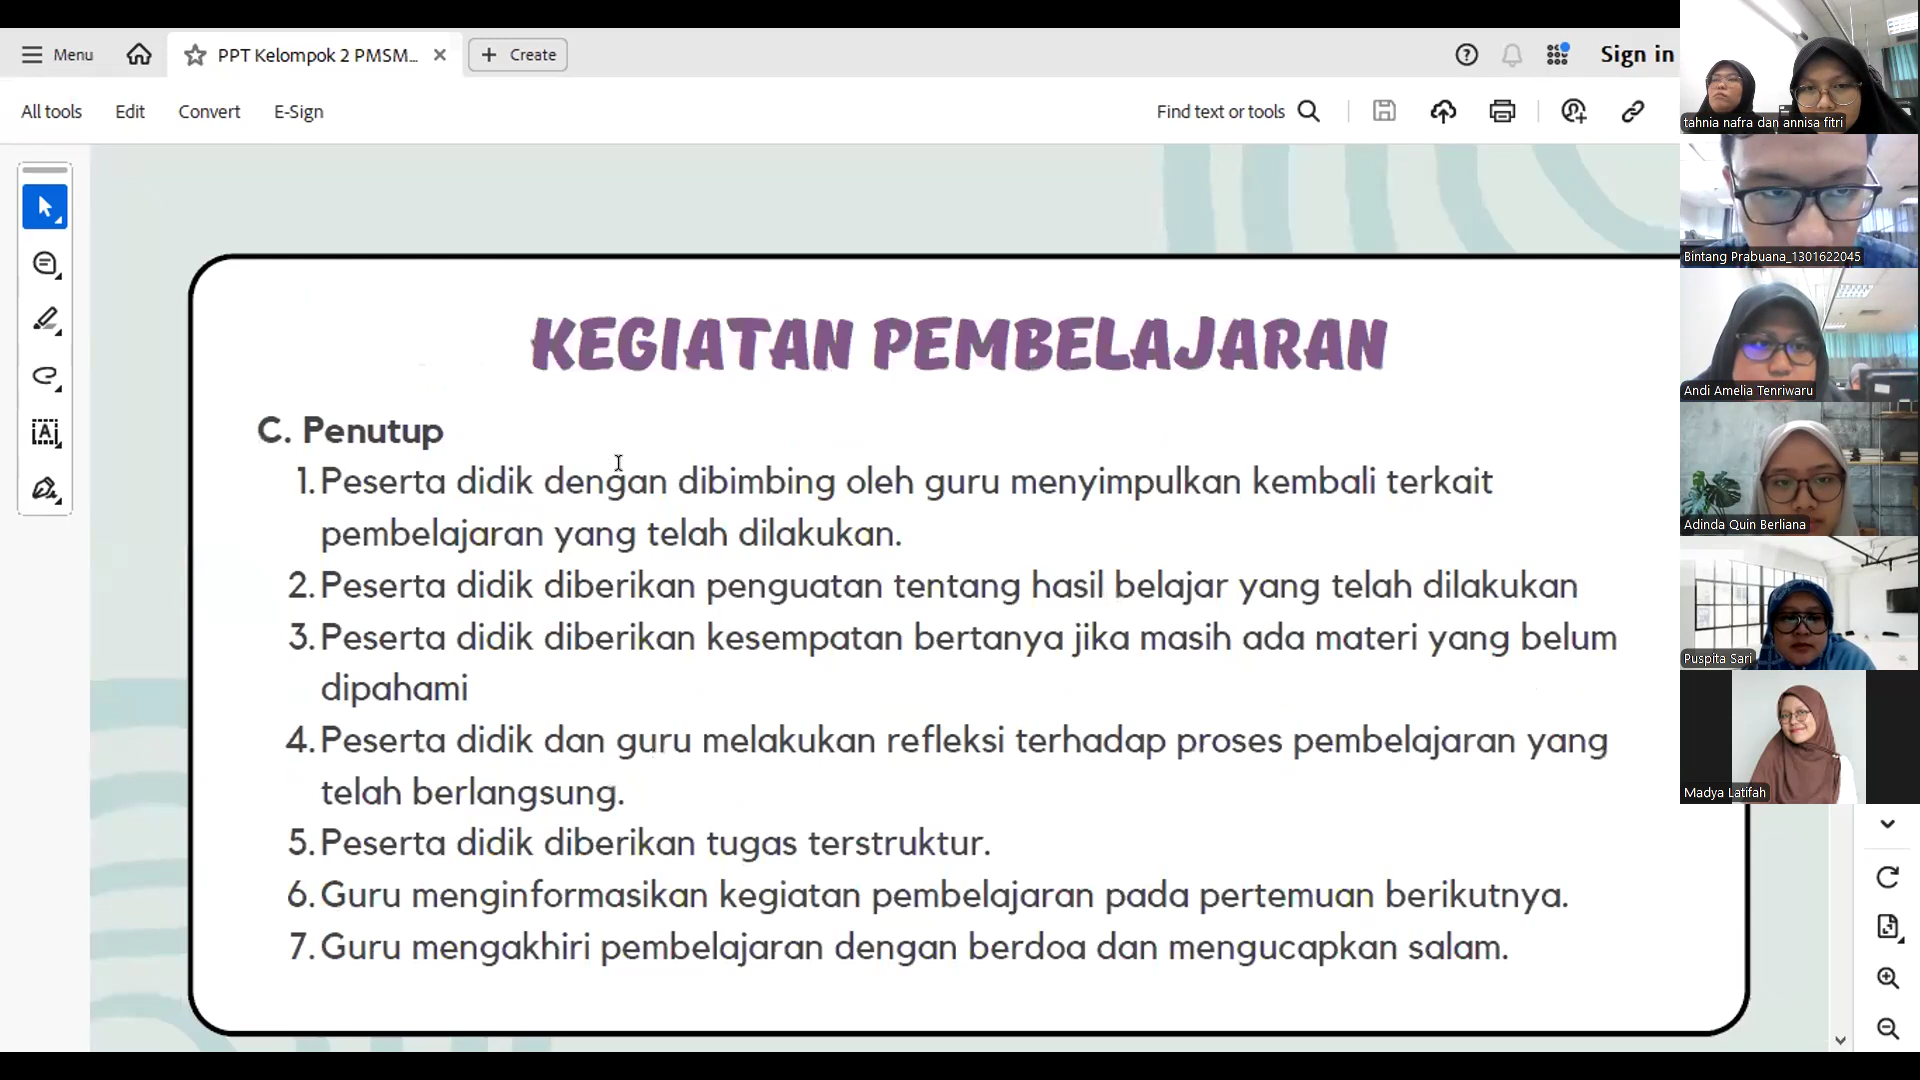 Menu
PPT Kelompok 2 PMSM...
Create
Sign in
All tools
Edit
Convert
E-Sign
Find text or tools
KEGIATAN PEMBELAJARAN
C. Penutup
1. Peserta didik dengan dibimbing oleh guru menyimpulkan kembali terkait
pembelajaran yang telah dilakukan.
2. Peserta didik diberikan penguatan tentang hasil belajar yang telah dilakukan
3. Peserta didik diberikan kesempatan bertanya jika masih ada materi yang belum
dipahami
4. Peserta didik dan guru melakukan refleksi terhadap proses pembelajaran yang
telah berlangsung.
5. Peserta didik diberikan tugas terstruktur.
6. Guru menginformasikan kegiatan pembelajaran pada pertemuan berikutnya.
7. Guru mengakhiri pembelajaran dengan berdoa dan mengucapkan salam.
tahnia nafra dan annisa fitri
Bintang Prabuana_1301622045
Andi Amelia Tenriwaru
Adinda Quin Berliana
Puspita Sari
Madya Latifah